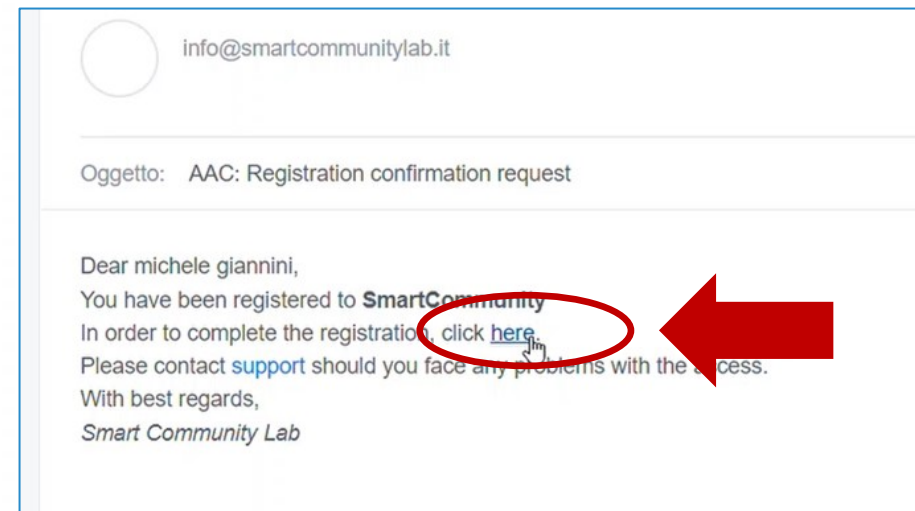 info@smartcommunitylab.it
Oggetto: AAC: Registration confirmation request
Dear michele giannini,
You have been registered to SmartCommunity
In order to complete the registration, click here.
Please contact support should you face any problems with the access.
With best regards,
Smart Community Lab